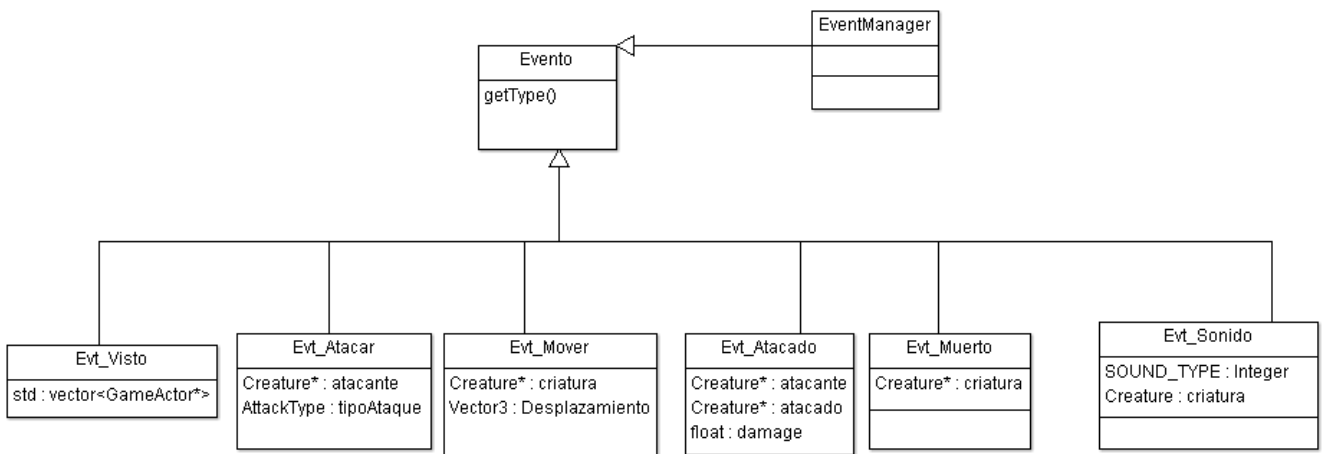 EventManager
Evento
getType()
Evt_Visto
std : vector<GameActor*>
Evt_Atacar
Creature* : atacante
AttackType : tipoAtaque
Evt_Mover
Creature* : criatura
Vector3 : Desplazamiento
Evt_Atacado
Creature* : atacante
Creature* : atacado
float : damage
Evt_Muerto
Creature* : criatura
Evt_Sonido
SOUND_TYPE : Integer
Creature : criatura